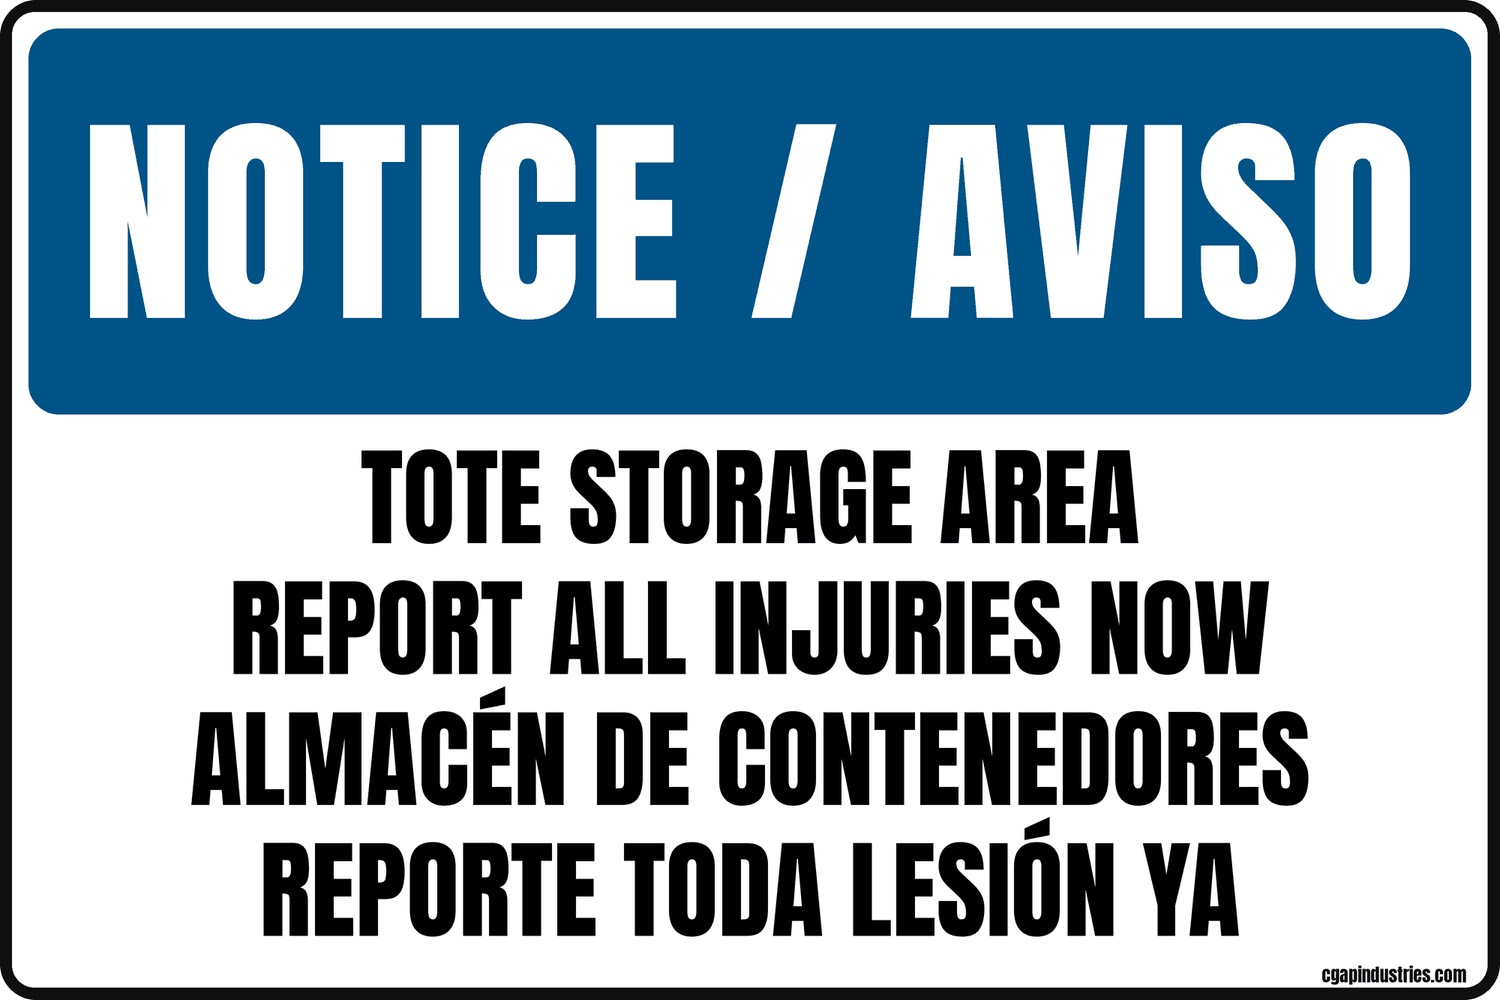 NOTICE / AVISO
TOTE STORAGE AREA
REPORT ALL INJURIES NOW
ALMACÉN DE CONTENEDORES
REPORTE TODA LESIÓN YA
cgapindustries.com